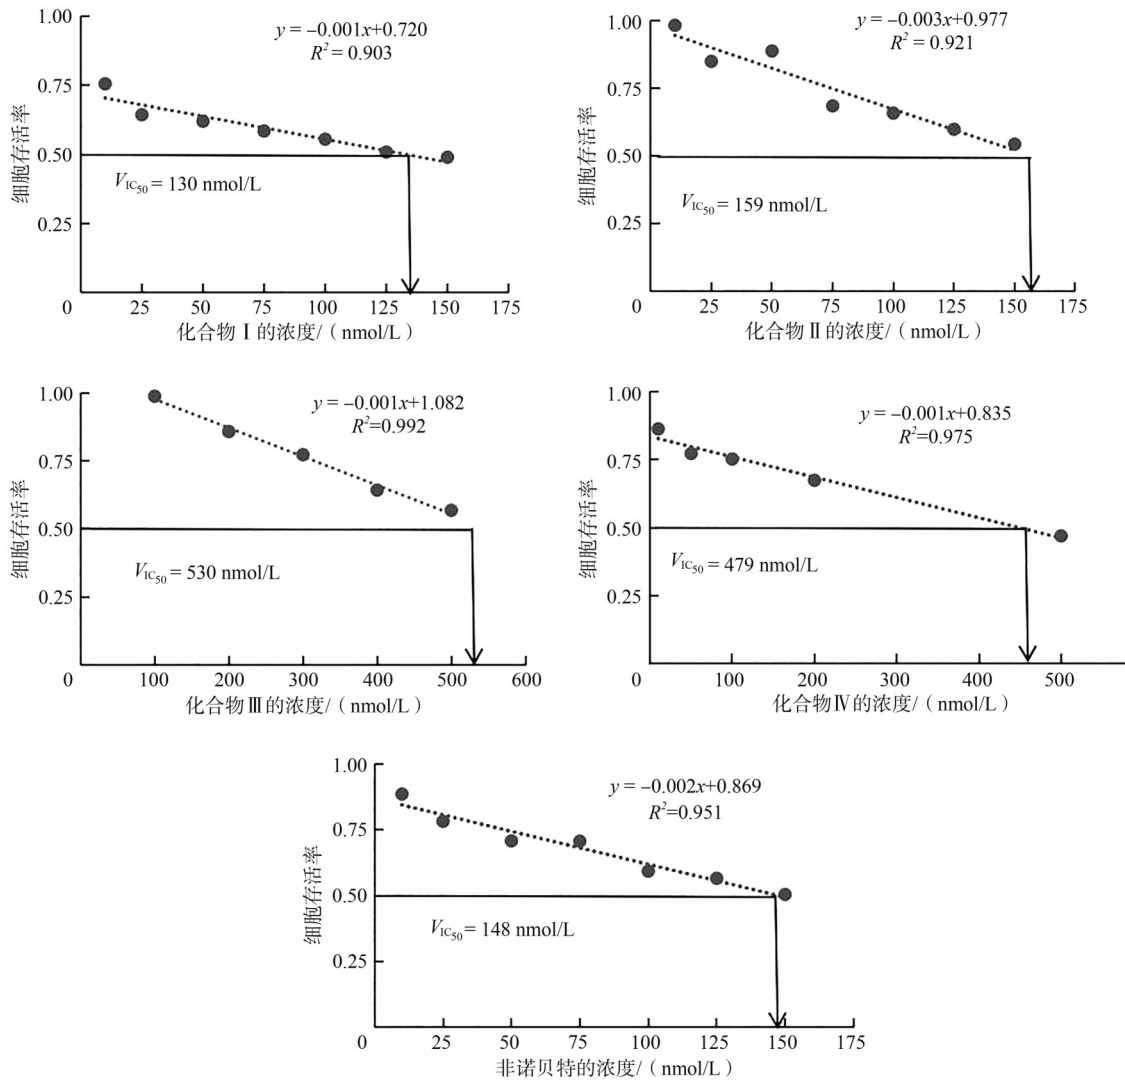 1.00
y = –0.001x+0.720
R² = 0.903
0.75
0.50
V_IC₅₀ = 130 nmol/L
0.25
细胞存活率
0 25 50 75 100 125 150 175
化合物Ⅰ的浓度/（nmol/L）
1.00
y = –0.003x+0.977
R² = 0.921
0.75
0.50
V_IC₅₀ = 159 nmol/L
0.25
细胞存活率
0 25 50 75 100 125 150 175
化合物Ⅱ的浓度/（nmol/L）
1.00
y = –0.001x+1.082
R²=0.992
0.75
0.50
V_IC₅₀ = 530 nmol/L
0.25
细胞存活率
0 100 200 300 400 500 600
化合物Ⅲ的浓度/（nmol/L）
1.00
y = –0.001x+0.835
R²=0.975
0.75
0.50
V_IC₅₀ = 479 nmol/L
0.25
细胞存活率
0 100 200 300 400 500
化合物Ⅳ的浓度/（nmol/L）
1.00
y = –0.002x+0.869
R²=0.951
0.75
0.50
V_IC₅₀ = 148 nmol/L
0.25
细胞存活率
0 25 50 75 100 125 150 175
非诺贝特的浓度/（nmol/L）